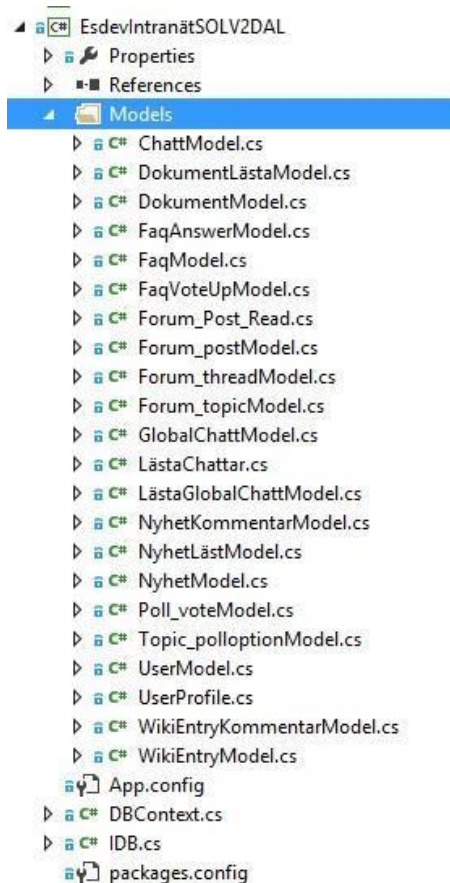 C# EsdevIntranätSOLV2DAL
Properties
References
Models
C# ChattModel.cs
C# DokumentLästaModel.cs
C# DokumentModel.cs
C# FaqAnswerModel.cs
C# FaqModel.cs
C# FaqVoteUpModel.cs
C# Forum_Post_Read.cs
C# Forum_postModel.cs
C# Forum_threadModel.cs
C# Forum_topicModel.cs
C# GlobalChattModel.cs
C# LästaChattar.cs
C# LästaGlobalChattModel.cs
C# NyhetKommentarModel.cs
C# NyhetLästModel.cs
C# NyhetModel.cs
C# Poll_voteModel.cs
C# Topic_polloptionModel.cs
C# UserModel.cs
C# UserProfile.cs
C# WikiEntryKommentarModel.cs
C# WikiEntryModel.cs
App.config
C# DBContext.cs
C# IDB.cs
packages.config